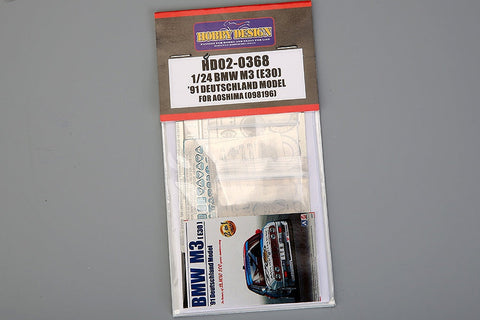 HOBBY DESIGN
HD02-0368
1/24 BMW M3 (E30)
'91 DEUTSCHLAND MODEL
FOR AOSHIMA (098196)
BMW M3 [E30]
'91 Deutschland Model